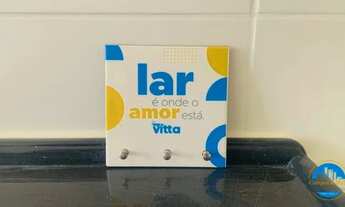 lar
é onde o
amor está.
vitta